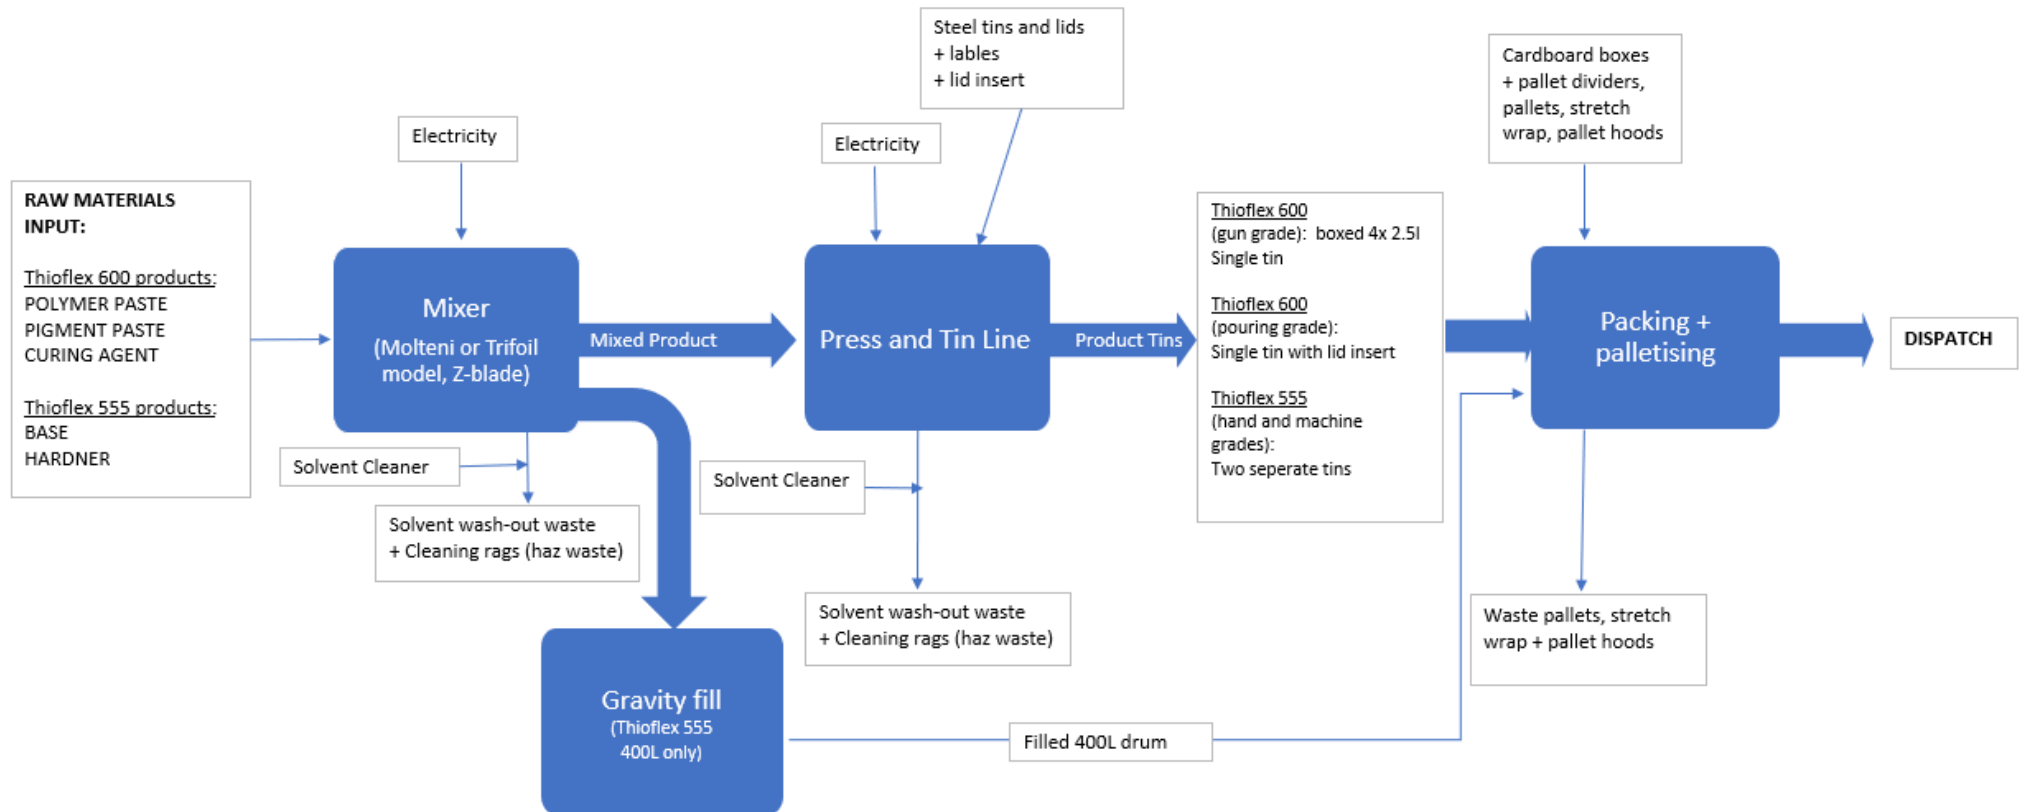 RAW MATERIALS
INPUT:
Thioflex 600 products:
POLYMER PASTE
PIGMENT PASTE
CURING AGENT
Thioflex 555 products:
BASE
HARDNER
Electricity
Mixer
(Molteni or Trifoil
model, Z-blade)
Solvent Cleaner
Solvent wash-out waste
+ Cleaning rags (haz waste)
Mixed Product
Gravity fill
(Thioflex 555
400L only)
Filled 400L drum
Steel tins and lids
+ lables
+ lid insert
Electricity
Press and Tin Line
Solvent Cleaner
Solvent wash-out waste
+ Cleaning rags (haz waste)
Product Tins
Thioflex 600
(gun grade): boxed 4x 2.5l
Single tin
Thioflex 600
(pouring grade):
Single tin with lid insert
Thioflex 555
(hand and machine
grades):
Two seperate tins
Cardboard boxes
+ pallet dividers,
pallets, stretch
wrap, pallet hoods
Packing +
palletising
Waste pallets, stretch
wrap + pallet hoods
DISPATCH